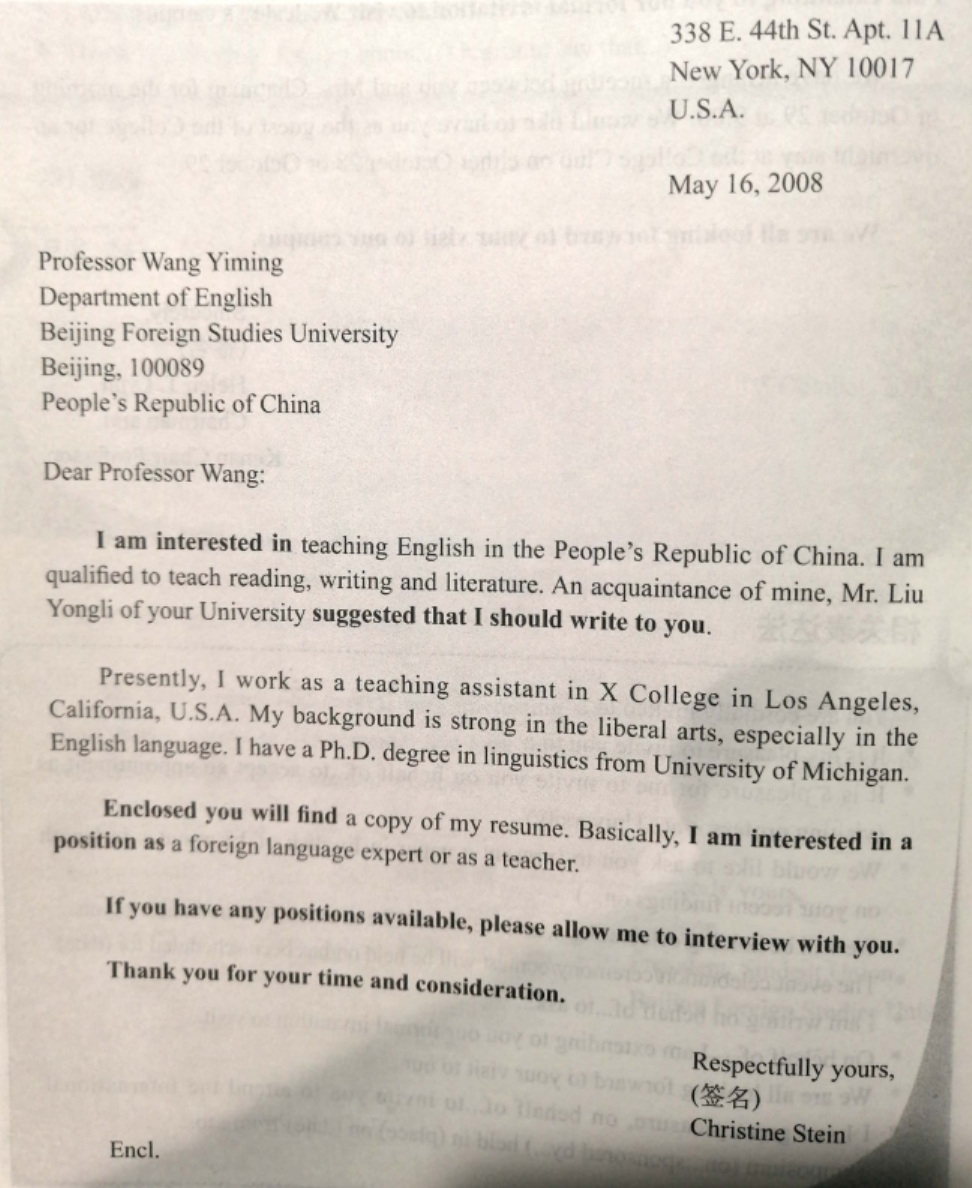 338 E. 44th St. Apt. 11A
New York, NY 10017
U.S.A.
May 16, 2008
Professor Wang Yiming
Department of English
Beijing Foreign Studies University
Beijing, 100089
People's Republic of China
Dear Professor Wang:
I am interested in teaching English in the People's Republic of China. I am
qualified to teach reading, writing and literature. An acquaintance of mine, Mr. Liu
Yongli of your University suggested that I should write to you.
Presently, I work as a teaching assistant in X College in Los Angeles,
California, U.S.A. My background is strong in the liberal arts, especially in the
English language. I have a Ph.D. degree in linguistics from University of Michigan.
Enclosed you will find a copy of my resume. Basically, I am interested in a
position as a foreign language expert or as a teacher.
If you have any positions available, please allow me to interview with you.
Thank you for your time and consideration.
Respectfully yours,
(签名)
Christine Stein
Encl.